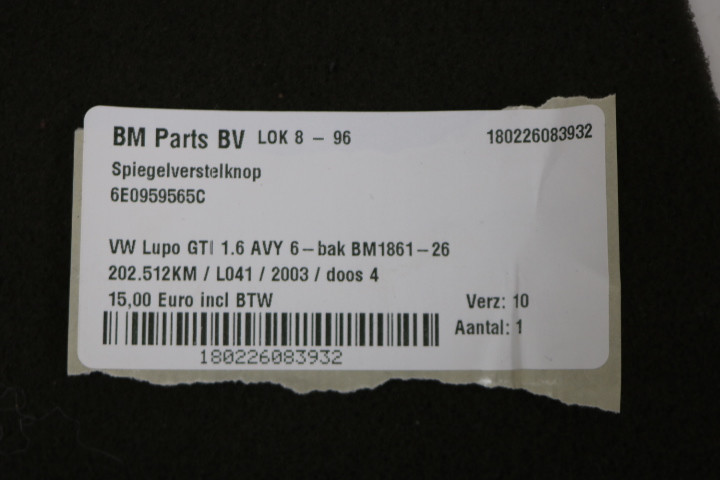 BM Parts BV LOK 8 - 96 180226083932
Spiegelverstelknop
6E0959565C
VW Lupo GTI 1.6 AVY 6-bak BM1861-26
202.512KM / L041 / 2003 / doos 4
15,00 Euro incl BTW Verz: 10
Aantal: 1
180226083932